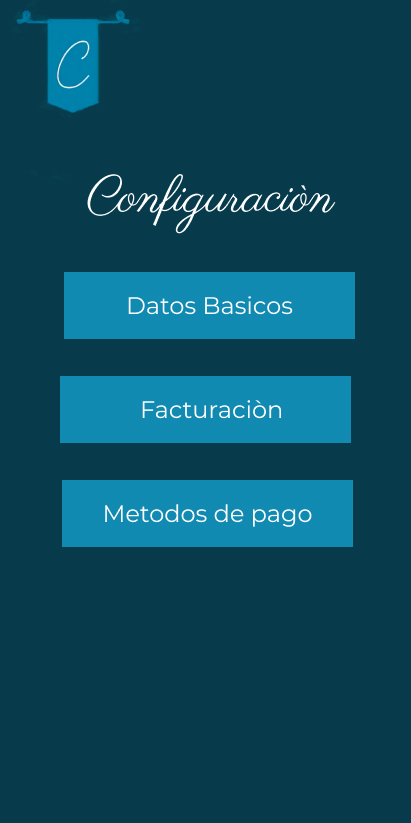 C
Configuraciòn
Datos Basicos
Facturaciòn
Metodos de pago